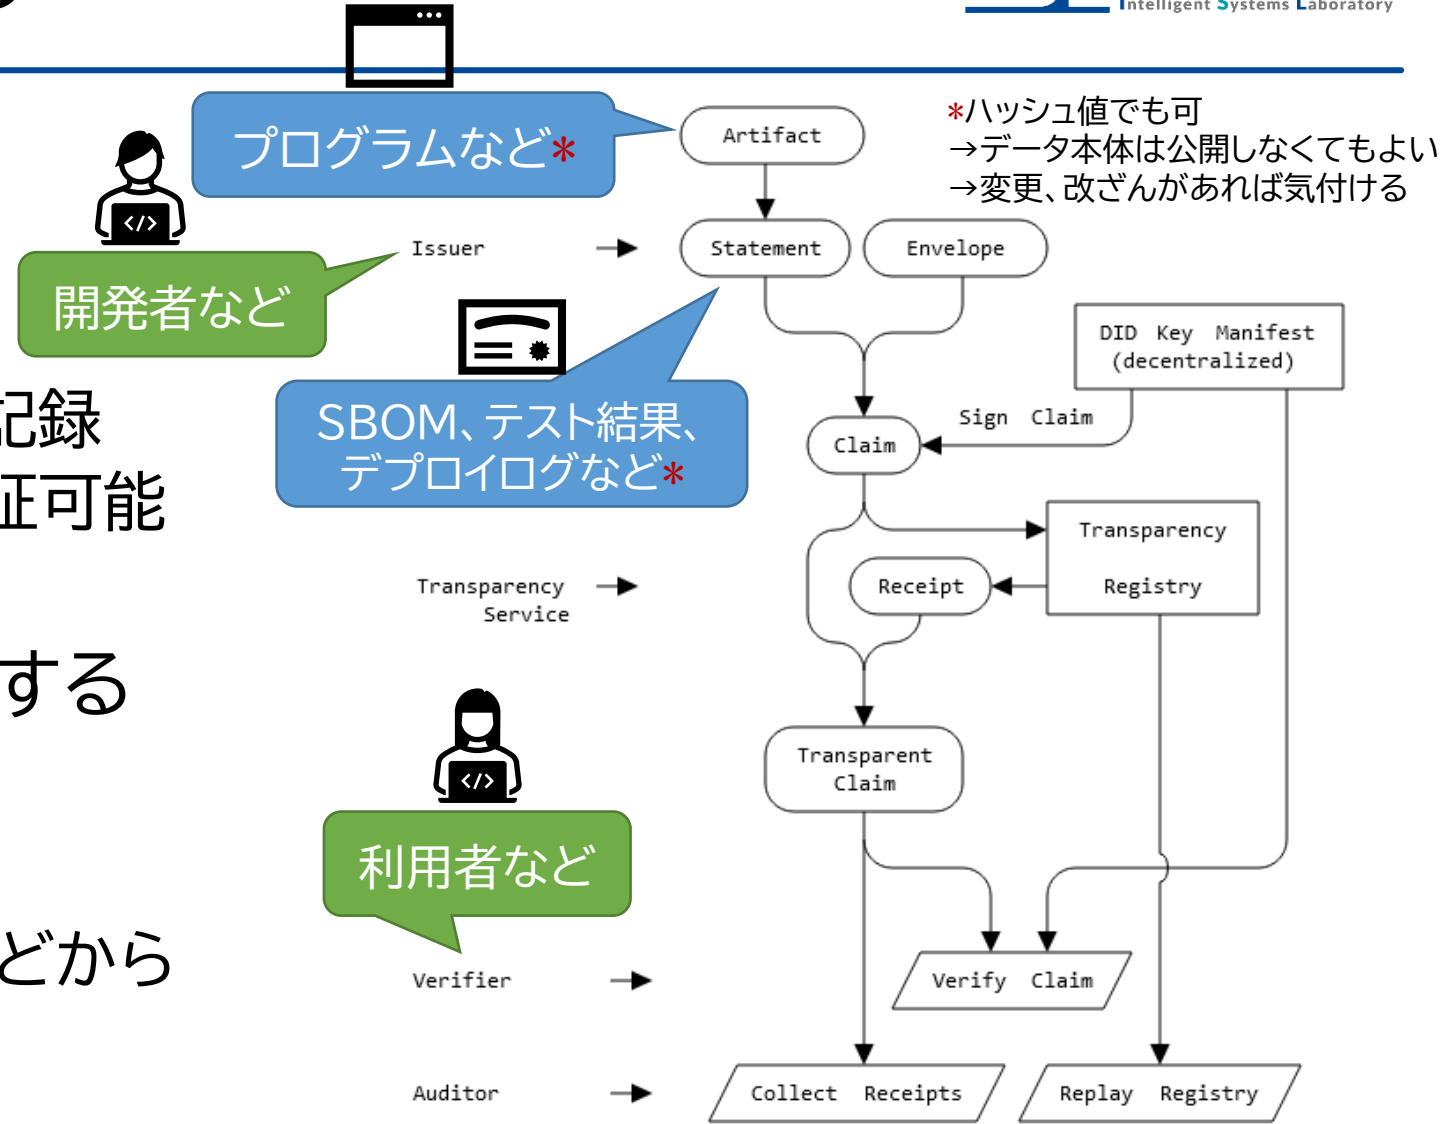 Intelligent Systems Laboratory
プログラムなど*
Artifact
*ハッシュ値でも可
→データ本体は公開しなくてもよい
→変更、改ざんがあれば気付ける
Issuer
Statement
Envelope
開発者など
DID Key Manifest
(decentralized)
記録
SBOM、テスト結果、
デプロイログなど*
Sign Claim
Claim
証可能
Transparency
Registry
Receipt
Transparency
Service
する
Transparent
Claim
利用者など
どから
Verifier
Verify Claim
Auditor
Collect Receipts
Replay Registry